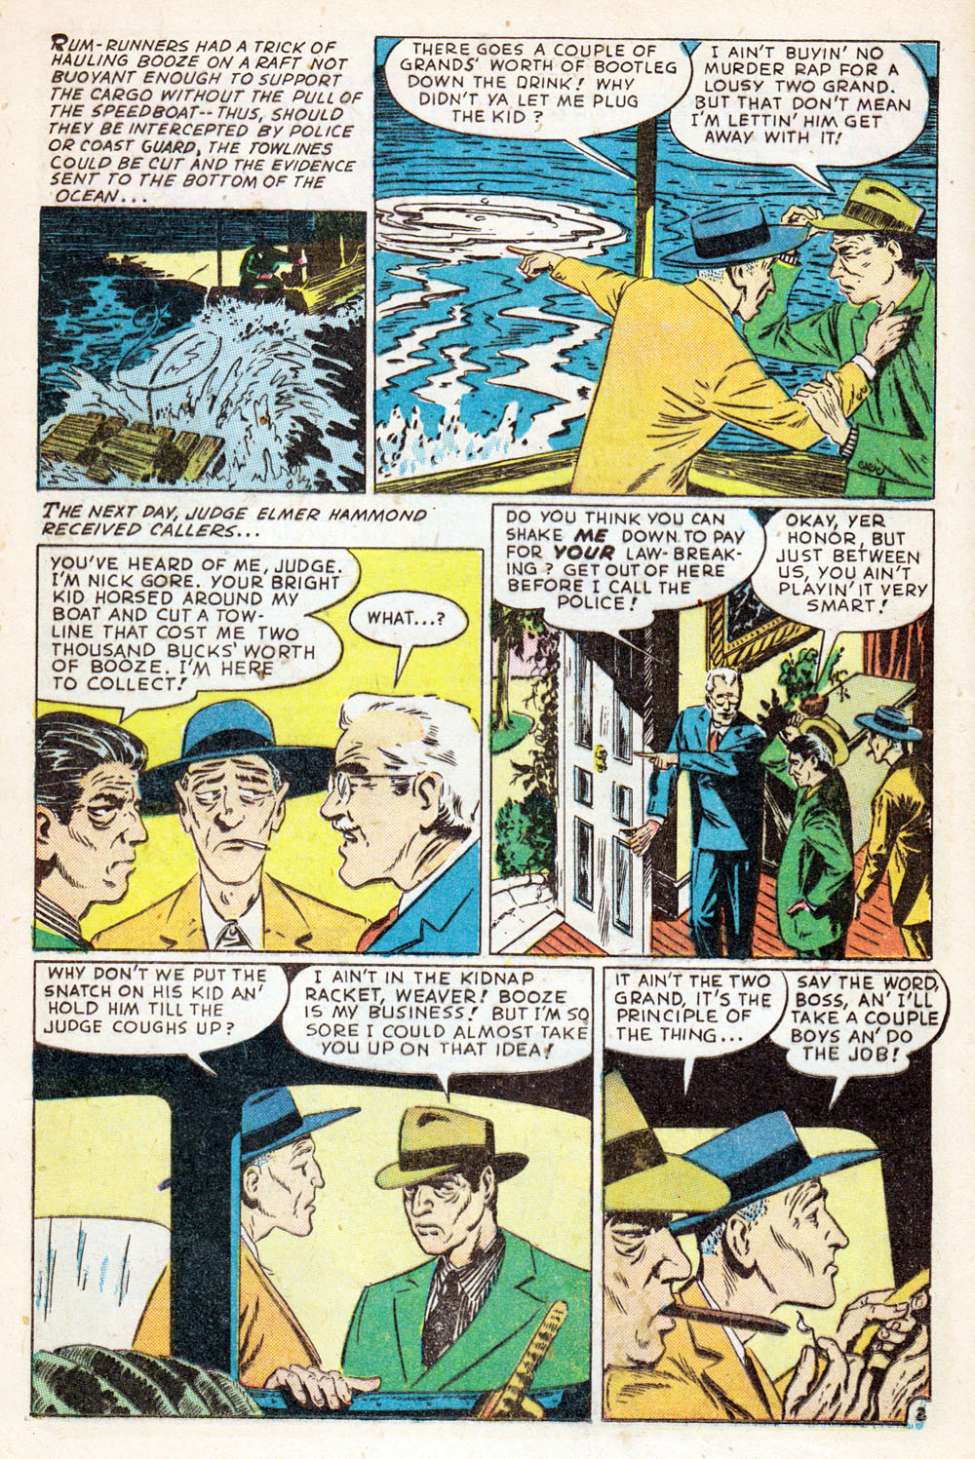 RUM-RUNNERS HAD A TRICK OF
HAULING BOOZE ON A RAFT NOT
BUOYANT ENOUGH TO SUPPORT
THE CARGO WITHOUT THE PULL OF
THE SPEEDBOAT-- THUS, SHOULD
THEY BE INTERCEPTED BY POLICE
OR COAST GUARD, THE TOWLINES
COULD BE CUT AND THE EVIDENCE
SENT TO THE BOTTOM OF THE
OCEAN...
THERE GOES A COUPLE OF
GRANDS' WORTH OF BOOTLEG
DOWN THE DRINK! WHY
DIDN'T YA LET ME PLUG
THE KID?
I AIN'T BUYIN' NO
MURDER RAP FOR A
LOUSY TWO GRAND.
BUT THAT DON'T MEAN
I'M LETTIN' HIM GET
AWAY WITH IT!
THE NEXT DAY, JUDGE ELMER HAMMOND
RECEIVED CALLERS...
YOU'VE HEARD OF ME, JUDGE.
I'M NICK GORE. YOUR BRIGHT
KID HORSED AROUND MY
BOAT AND CUT A TOW-
LINE THAT COST ME TWO
THOUSAND BUCKS' WORTH
OF BOOZE. I'M HERE
TO COLLECT!
WHAT...?
DO YOU THINK YOU CAN
SHAKE ME DOWN TO PAY
FOR YOUR LAW-BREAK-
ING? GET OUT OF HERE
BEFORE I CALL THE
POLICE!
OKAY, YER
HONOR, BUT
JUST BETWEEN
US, YOU AIN'T
PLAYIN' IT VERY
SMART!
WHY DON'T WE PUT THE
SNATCH ON HIS KID AN'
HOLD HIM TILL THE
JUDGE COUGHS UP?
I AIN'T IN THE KIDNAP
RACKET, WEAVER! BOOZE
IS MY BUSINESS! BUT I'M SO
SORE I COULD ALMOST TAKE
YOU UP ON THAT IDEA!
IT AIN'T THE TWO
GRAND, IT'S THE
PRINCIPLE OF
THE THING...
SAY THE WORD,
BOSS, AN' I'LL
TAKE A COUPLE
BOYS AN' DO
THE JOB!
2